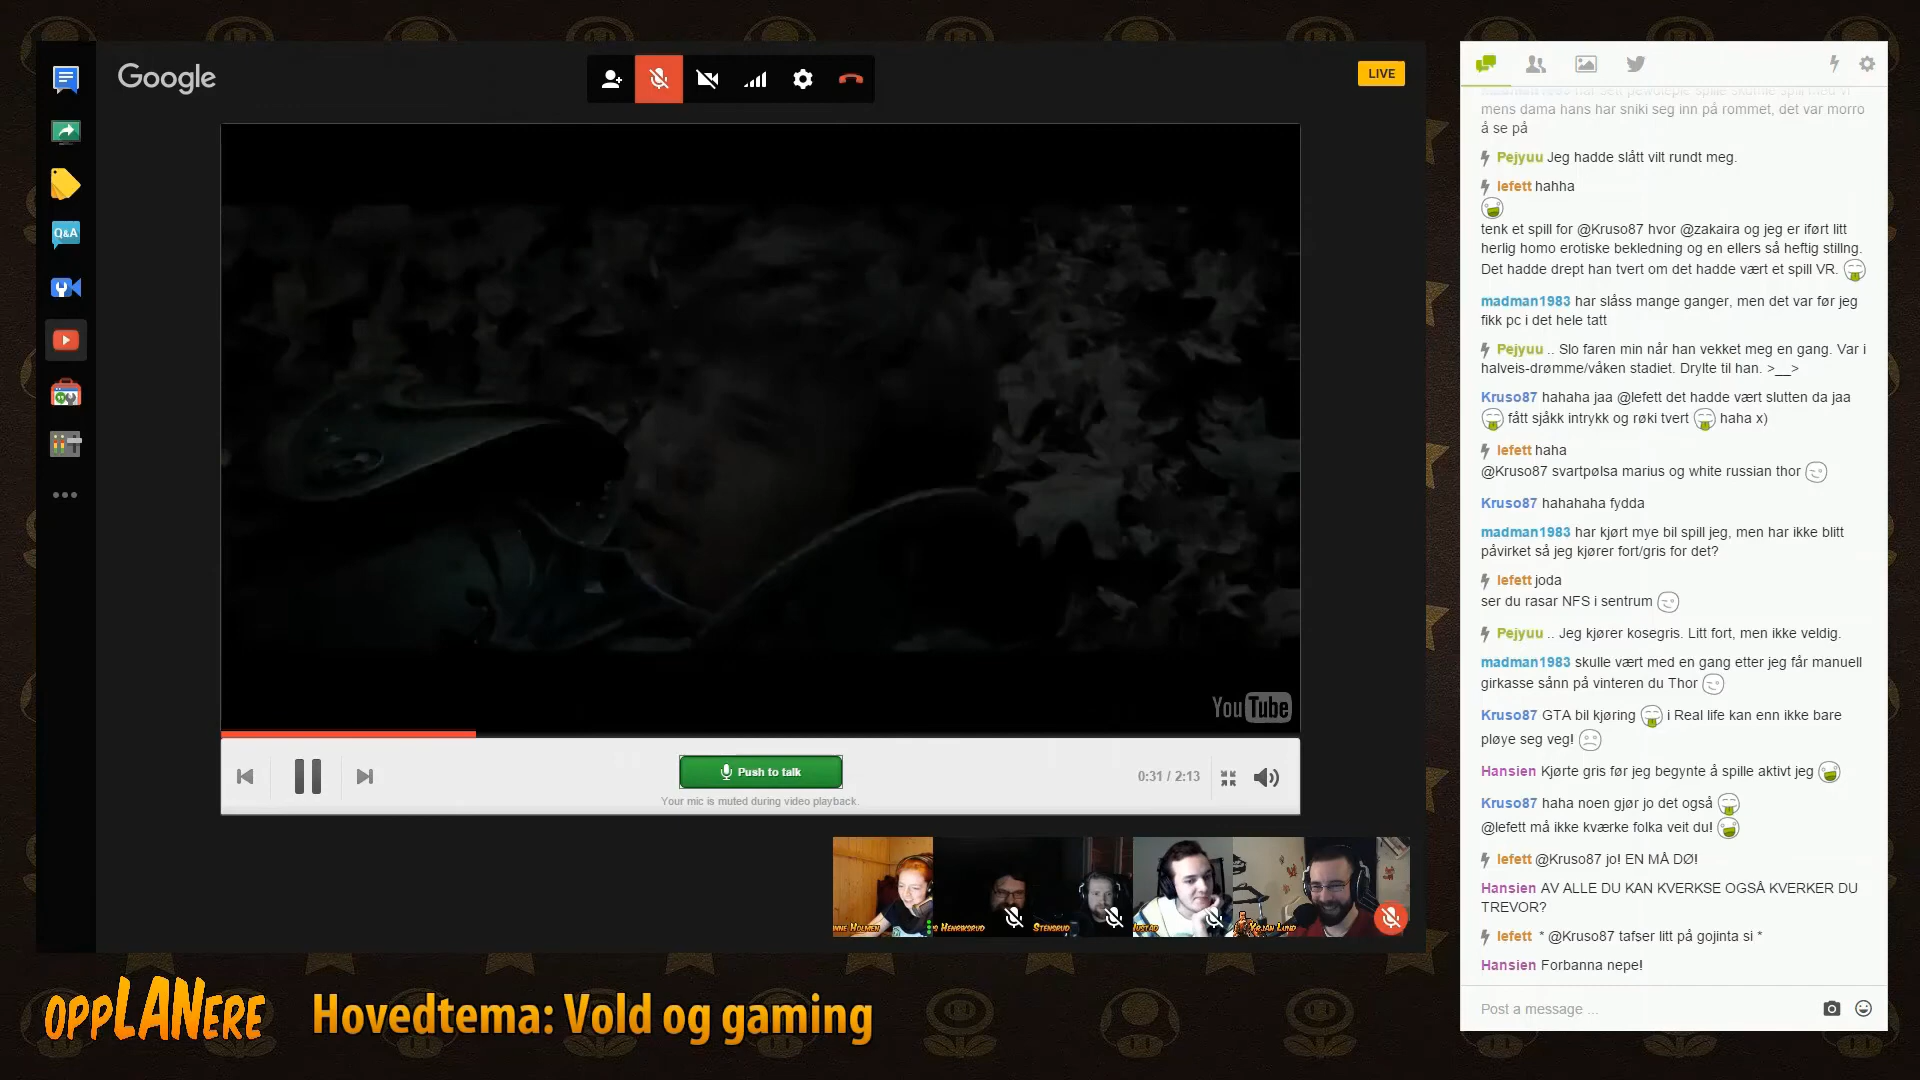 Google
LIVE
Q&A
YouTube
Push to talk
Your mic is muted during video playback.
0:31 / 2:13
STENSRUD
oppLANere
Hovedtema: Vold og gaming
mens dama hans har sniki seg inn på rommet, det var morro
å se på
Pejyuu Jeg hadde slått vilt rundt meg.
lefett hahha
tenk et spill for @Kruso87 hvor @zakaira og jeg er iført litt
herlig homo erotiske bekledning og en ellers så heftig stillng.
Det hadde drept han tvert om det hadde vært et spill VR.
madman1983 har slåss mange ganger, men det var før jeg
fikk pc i det hele tatt
Pejyuu .. Slo faren min når han vekket meg en gang. Var i
halveis-drømme/våken stadiet. Drylte til han. >__>
Kruso87 hahaha jaa @lefett det hadde vært slutten da jaa
fått sjåkk intrykk og røki tvert haha x)
lefett haha
@Kruso87 svartpølsa marius og white russian thor
Kruso87 hahahaha fydda
madman1983 har kjørt mye bil spill jeg, men har ikke blitt
påvirket så jeg kjører fort/gris for det?
lefett joda
ser du rasar NFS i sentrum
Pejyuu .. Jeg kjører kosegris. Litt fort, men ikke veldig.
madman1983 skulle vært med en gang etter jeg får manuell
girkasse sånn på vinteren du Thor
Kruso87 GTA bil kjøring i Real life kan enn ikke bare
pløye seg veg!
Hansien Kjørte gris før jeg begynte å spille aktivt jeg
Kruso87 haha noen gjør jo det også
@lefett må ikke kværke folka veit du!
lefett @Kruso87 jo! EN MÅ DØ!
Hansien AV ALLE DU KAN KVERKSE OGSÅ KVERKER DU
TREVOR?
lefett * @Kruso87 tafser litt på gojinta si *
Hansien Forbanna nepe!
Post a message ...